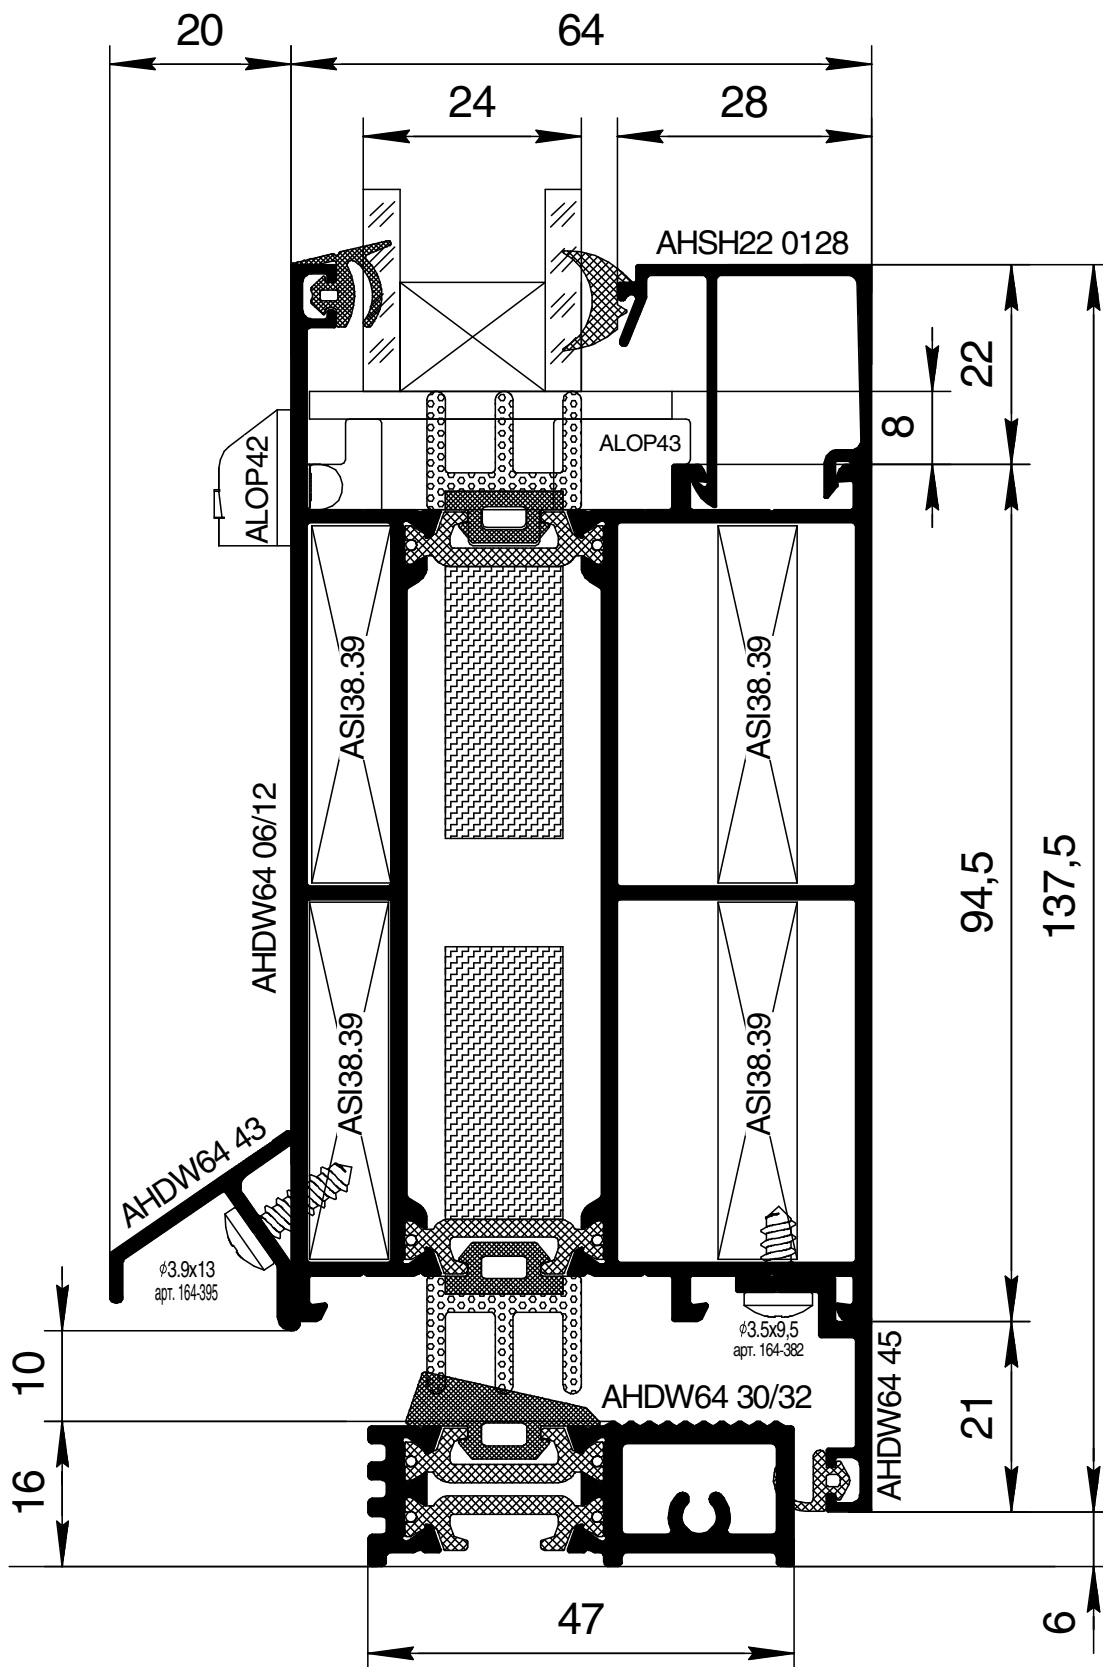 20
64
24
28
AHSH22 0128
22
8
ALOP42
ALOP43
ASI38.39
ASI38.39
AHDW64 06/12
94,5
137,5
ASI38.39
ASI38.39
AHDW64 43
ϕ3.9x13
арт. 164-395
ϕ3.5x9,5
арт. 164-382
10
AHDW64 30/32
AHDW64 45
21
16
47
6